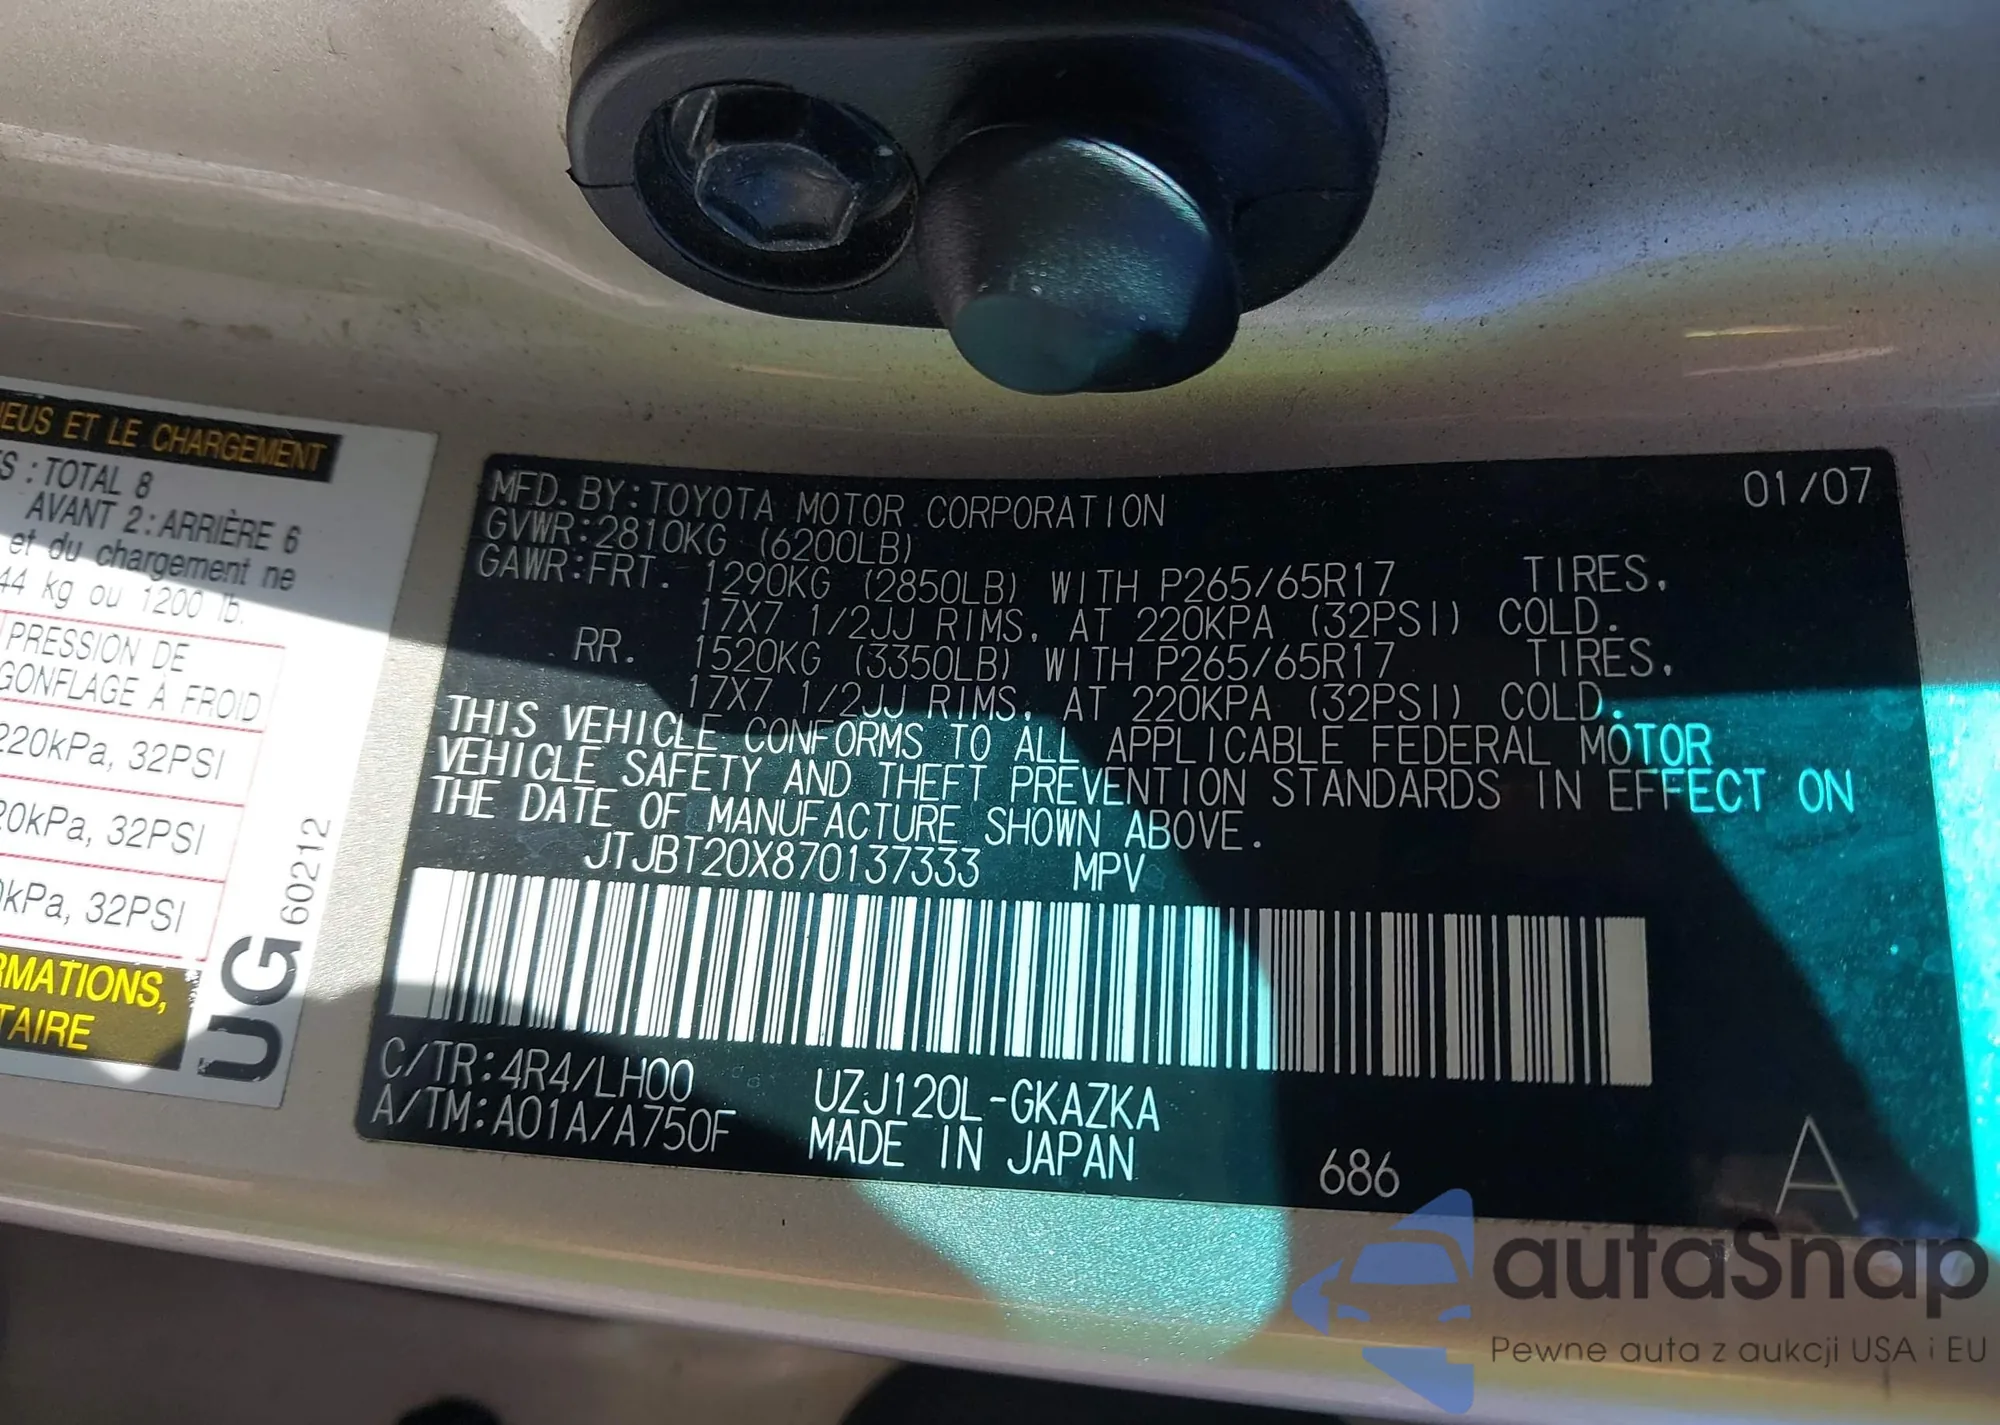 ET LE CHARGEMENT
: TOTAL 8
AVANT 2 : ARRIÈRE 6
et du chargement ne
44 kg ou 1200 lb.
PRESSION DE
GONFLAGE À FROID
220kPa, 32PSI
20kPa, 32PSI
kPa, 32PSI
UG 60212
MFD. BY: TOYOTA MOTOR CORPORATION 01/07
GVWR: 2810KG (6200LB)
GAWR: FRT. 1290KG (2850LB) WITH P265/65R17 TIRES,
17X7 1/2JJ RIMS, AT 220KPA (32PSI) COLD.
RR. 1520KG (3350LB) WITH P265/65R17 TIRES,
17X7 1/2JJ RIMS, AT 220KPA (32PSI) COLD.
THIS VEHICLE CONFORMS TO ALL APPLICABLE FEDERAL MOTOR
VEHICLE SAFETY AND THEFT PREVENTION STANDARDS IN EFFECT ON
THE DATE OF MANUFACTURE SHOWN ABOVE.
JTJBT20X870137333 MPV
C/TR: 4R4/LH00 UZJ120L-GKAZKA
A/TM: A01A/A750F MADE IN JAPAN 686 A
autaSnap
Pewne auta z aukcji USA i EU